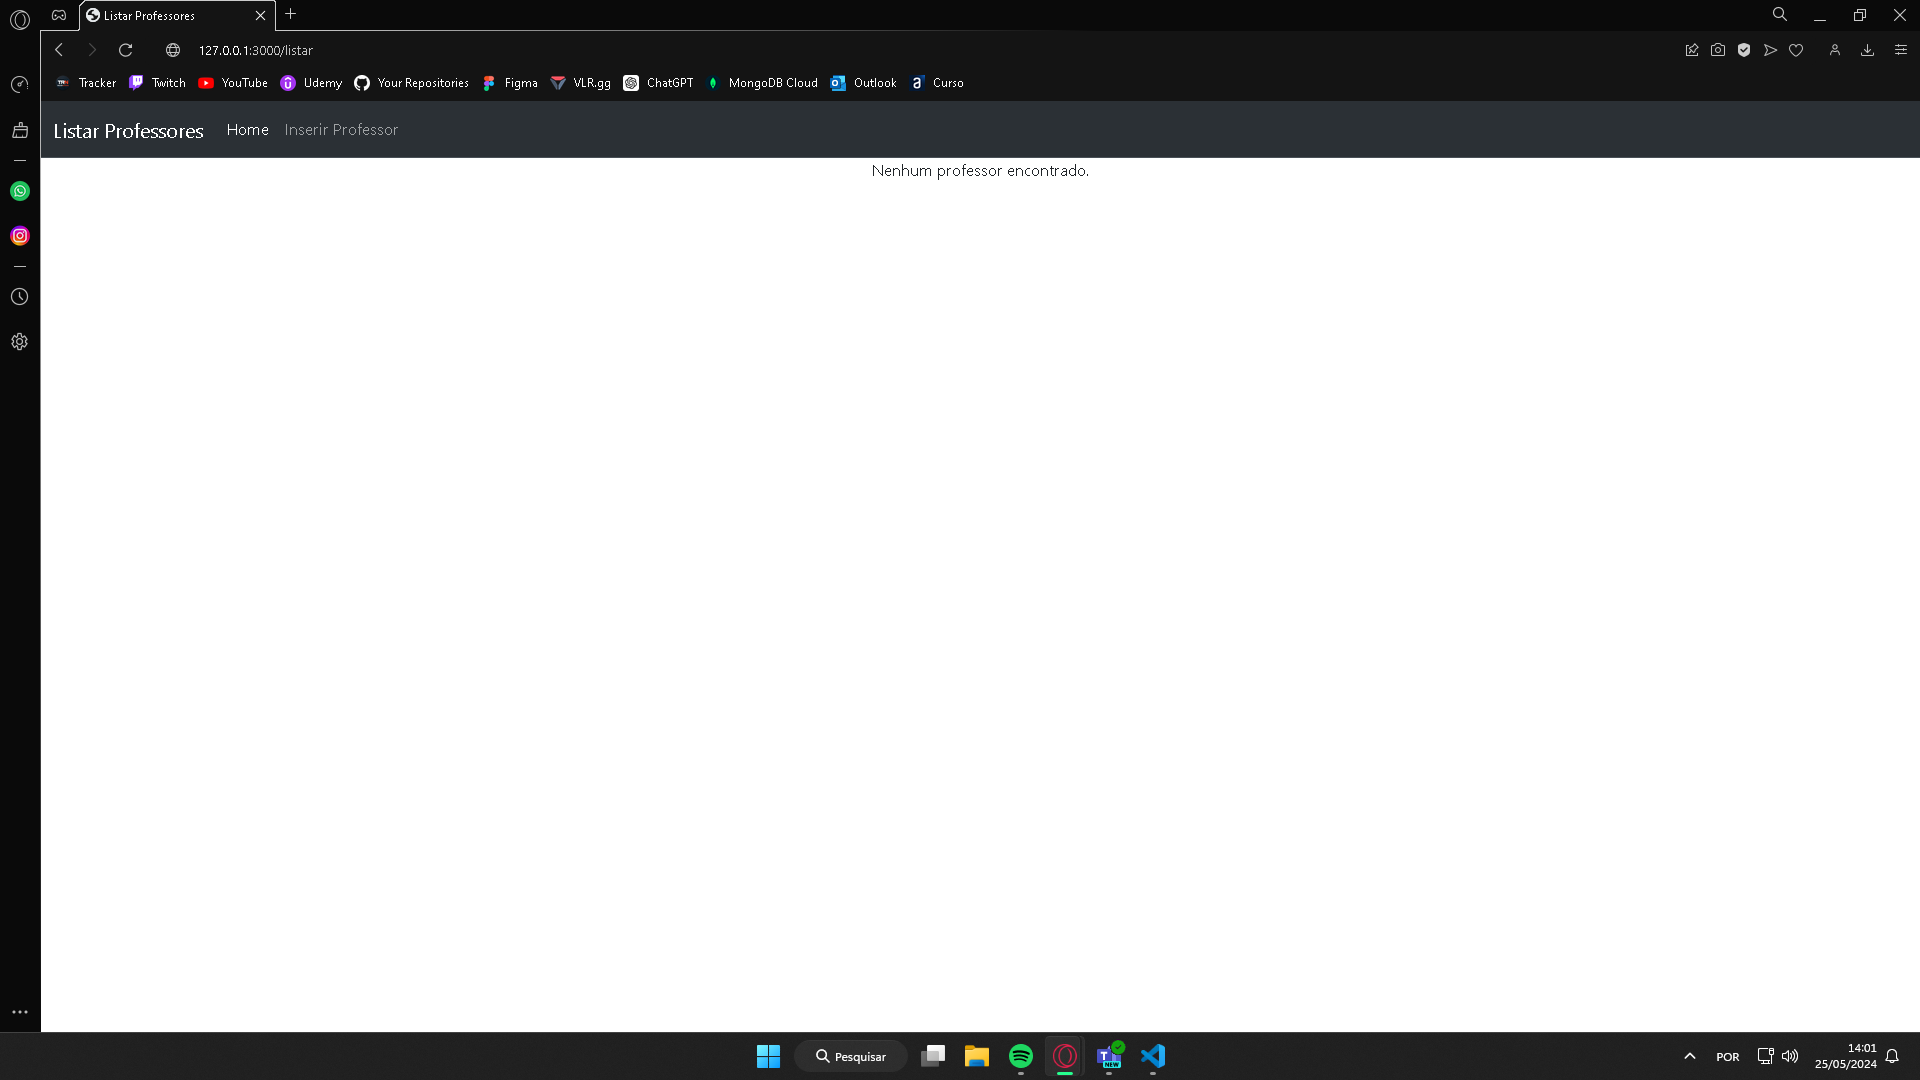 Listar Professores
127.0.0.1:3000/listar
Tracker Twitch YouTube Udemy Your Repositories Figma VLR.gg ChatGPT MongoDB Cloud Outlook Curso
Listar Professores Home Inserir Professor
Nenhum professor encontrado.
Pesquisar
NEW
POR
14:01
25/05/2024